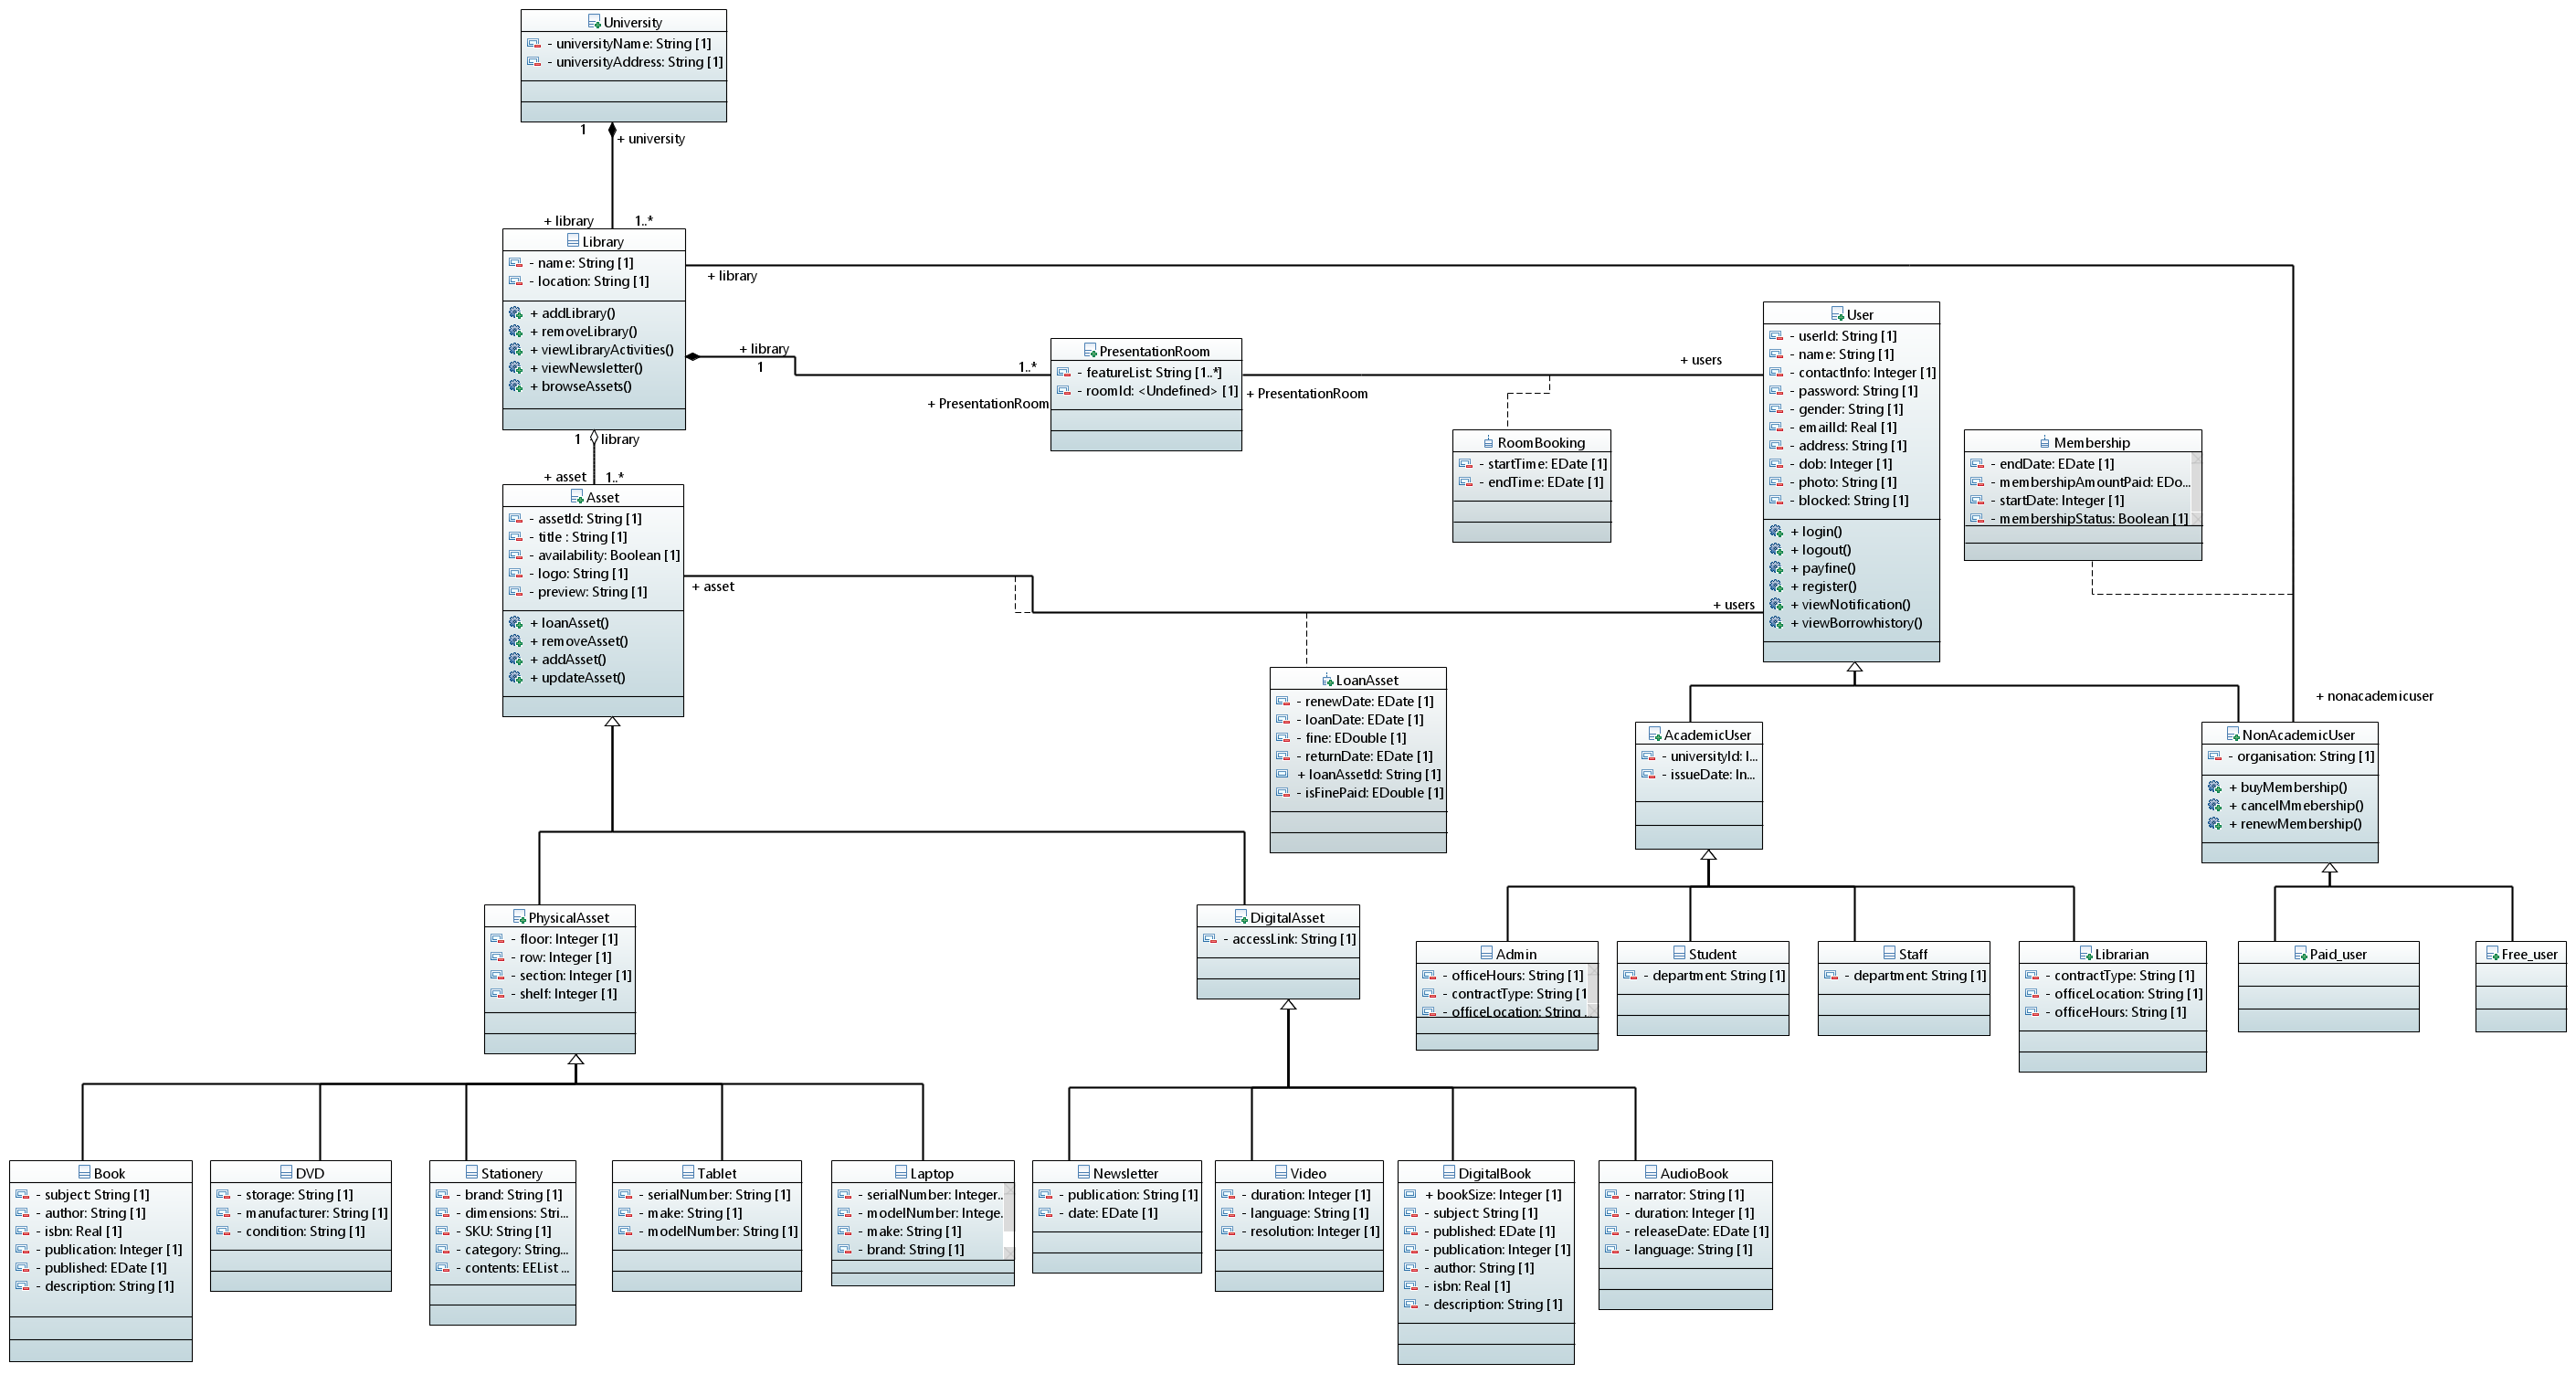 University
- universityName: String [1]
- universityAddress: String [1]
1
+ university
+ library
1..*
Library
- name: String [1]
- location: String [1]
+ addLibrary()
+ removeLibrary()
+ viewLibraryActivities()
+ viewNewsletter()
+ browseAssets()
+ library
+ library
1
1..*
+ PresentationRoom
PresentationRoom
- featureList: String [1..*]
- roomId: <Undefined> [1]
+ PresentationRoom
+ users
RoomBooking
- startTime: EDate [1]
- endTime: EDate [1]
User
- userId: String [1]
- name: String [1]
- contactInfo: Integer [1]
- password: String [1]
- gender: String [1]
- emailId: Real [1]
- address: String [1]
- dob: Integer [1]
- photo: String [1]
- blocked: String [1]
+ login()
+ logout()
+ payfine()
+ register()
+ viewNotification()
+ viewBorrowhistory()
Membership
- endDate: EDate [1]
- membershipAmountPaid: EDo...
- startDate: Integer [1]
- membershipStatus: Boolean [1]
1
library
+ asset
1..*
Asset
- assetId: String [1]
- title : String [1]
- availability: Boolean [1]
- logo: String [1]
- preview: String [1]
+ loanAsset()
+ removeAsset()
+ addAsset()
+ updateAsset()
+ asset
+ users
LoanAsset
- renewDate: EDate [1]
- loanDate: EDate [1]
- fine: EDouble [1]
- returnDate: EDate [1]
+ loanAssetId: String [1]
- isFinePaid: EDouble [1]
+ nonacademicuser
AcademicUser
- universityId: I...
- issueDate: In...
NonAcademicUser
- organisation: String [1]
+ buyMembership()
+ cancelMmebership()
+ renewMembership()
PhysicalAsset
- floor: Integer [1]
- row: Integer [1]
- section: Integer [1]
- shelf: Integer [1]
DigitalAsset
- accessLink: String [1]
Admin
- officeHours: String [1]
- contractType: String [1
- officeLocation: String ...
Student
- department: String [1]
Staff
- department: String [1]
Librarian
- contractType: String [1]
- officeLocation: String [1]
- officeHours: String [1]
Paid_user
Free_user
Book
- subject: String [1]
- author: String [1]
- isbn: Real [1]
- publication: Integer [1]
- published: EDate [1]
- description: String [1]
DVD
- storage: String [1]
- manufacturer: String [1]
- condition: String [1]
Stationery
- brand: String [1]
- dimensions: Stri...
- SKU: String [1]
- category: String...
- contents: EEList ...
Tablet
- serialNumber: String [1]
- make: String [1]
- modelNumber: String [1]
Laptop
- serialNumber: Integer...
- modelNumber: Intege...
- make: String [1]
- brand: String [1]
Newsletter
- publication: String [1]
- date: EDate [1]
Video
- duration: Integer [1]
- language: String [1]
- resolution: Integer [1]
DigitalBook
+ bookSize: Integer [1]
- subject: String [1]
- published: EDate [1]
- publication: Integer [1]
- author: String [1]
- isbn: Real [1]
- description: String [1]
AudioBook
- narrator: String [1]
- duration: Integer [1]
- releaseDate: EDate [1]
- language: String [1]